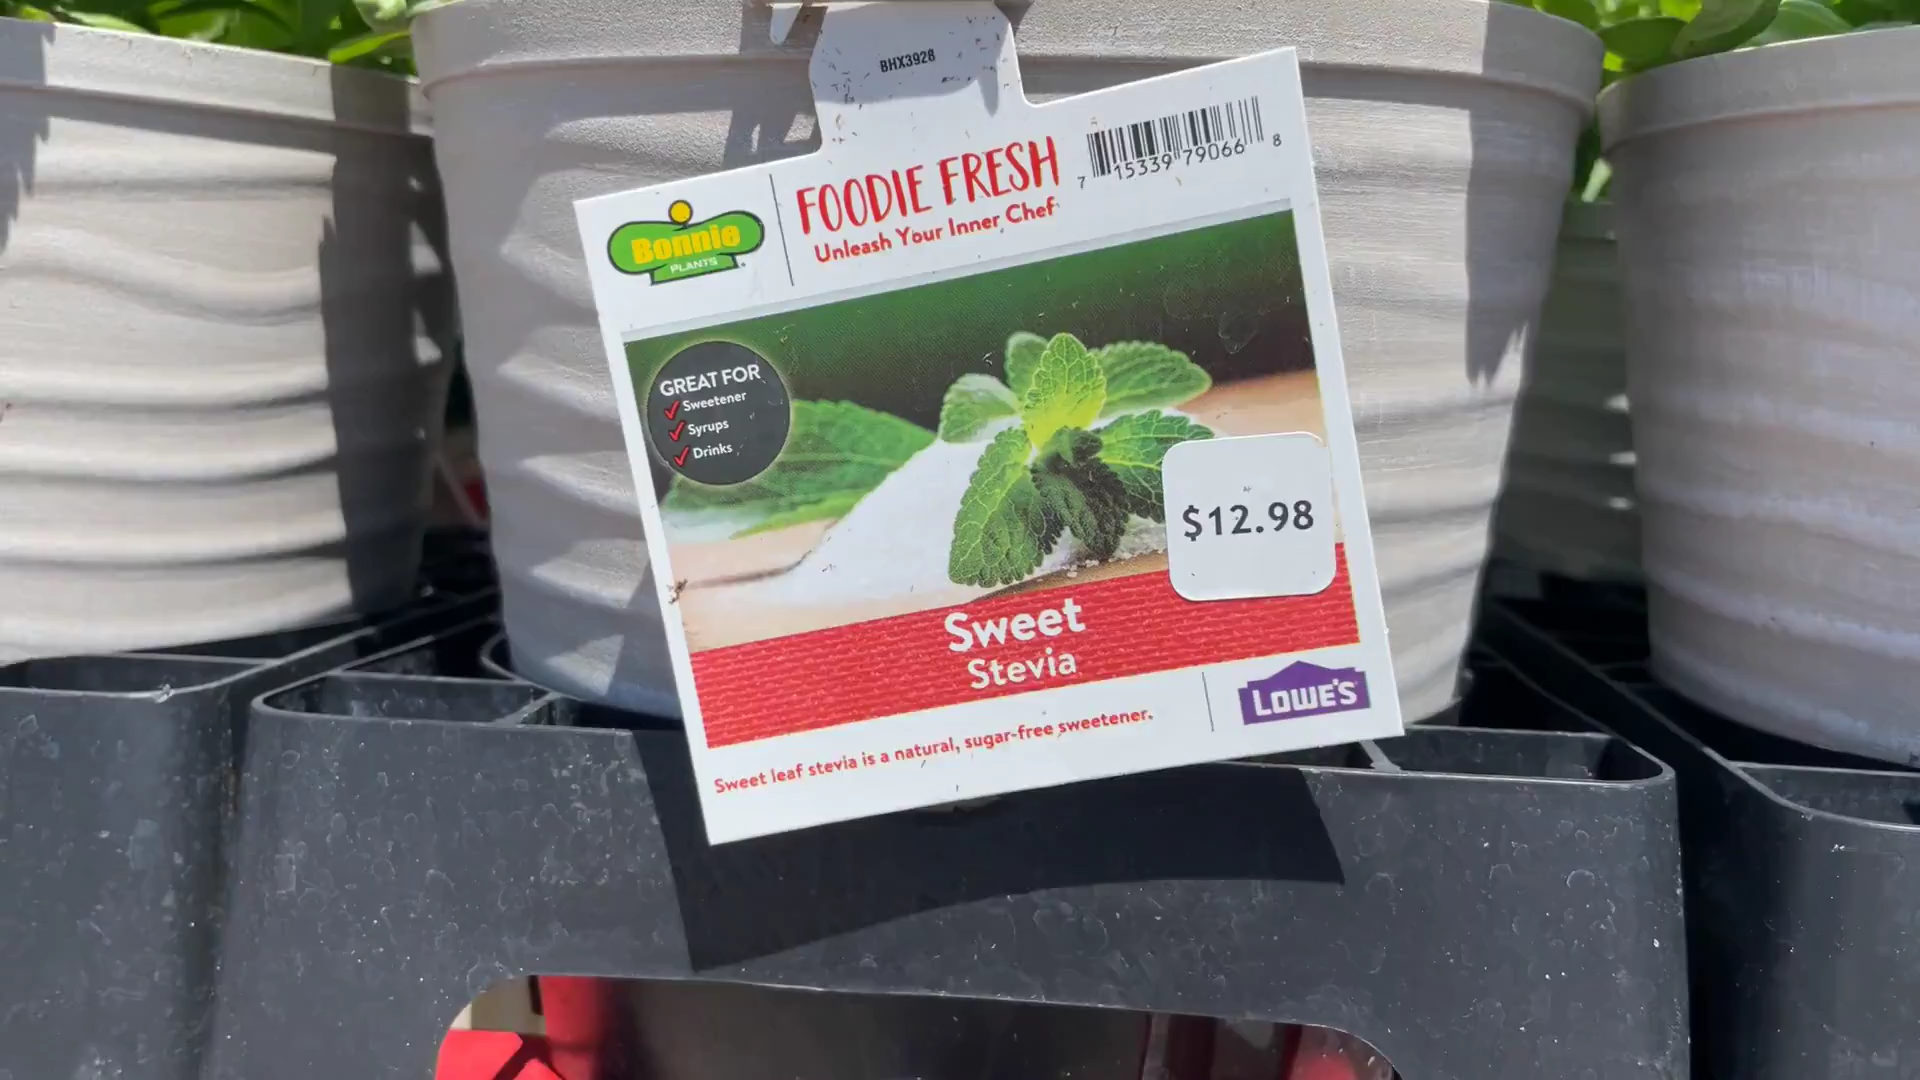 BHX3928
Bonnie
PLANTS
FOODIE FRESH
Unleash Your Inner Chef
7 15339 79066 8
GREAT FOR
Sweetener
Syrups
Drinks
$12.98
Sweet
Stevia
Sweet leaf stevia is a natural, sugar-free sweetener.
LOWE'S